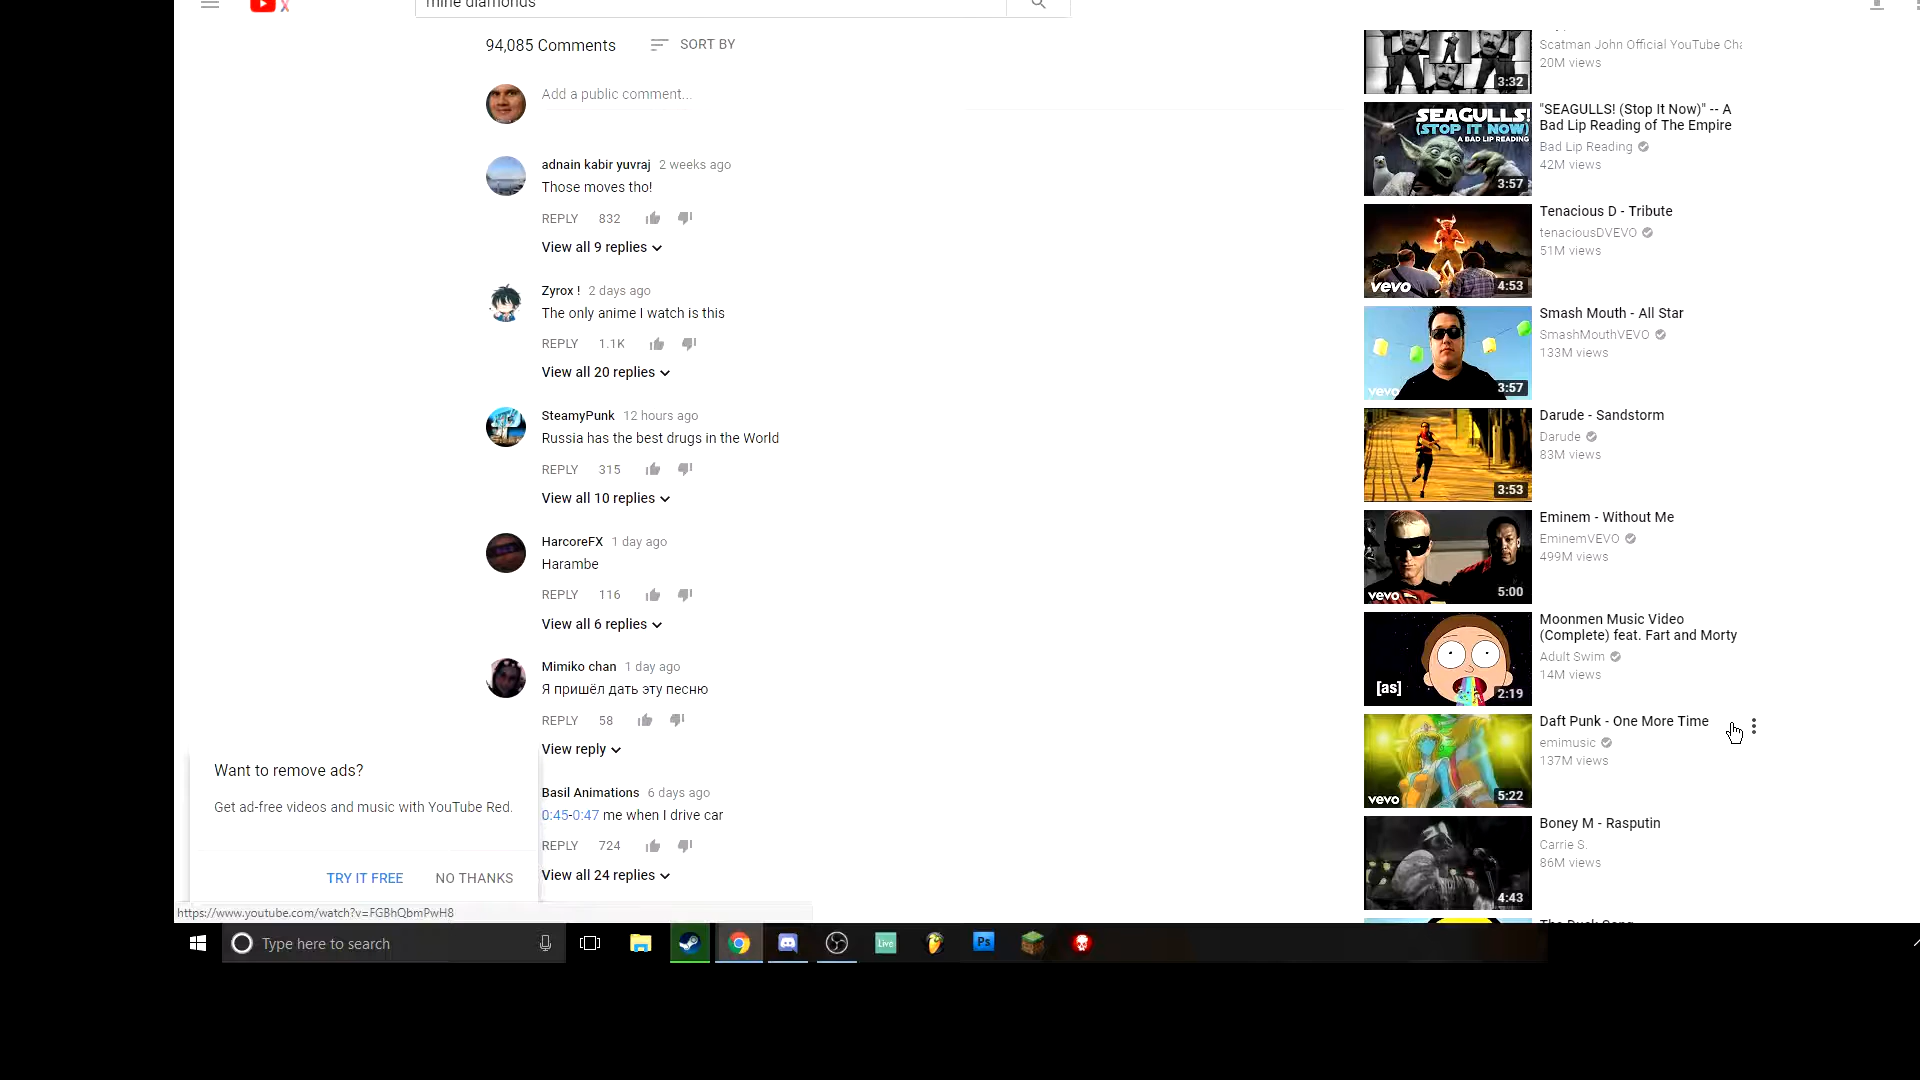 mine diamonds
94,085 Comments
SORT BY
Add a public comment...
adnain kabir yuvraj 2 weeks ago
Those moves tho!
REPLY 832
View all 9 replies
Zyrox ! 2 days ago
The only anime I watch is this
REPLY 1.1K
View all 20 replies
SteamyPunk 12 hours ago
Russia has the best drugs in the World
REPLY 315
View all 10 replies
HarcoreFX 1 day ago
Harambe
REPLY 116
View all 6 replies
Mimiko chan 1 day ago
Я пришёл дать эту песню
REPLY 58
View reply
Basil Animations 6 days ago
0:45-0:47 me when I drive car
REPLY 724
View all 24 replies
Want to remove ads?
Get ad-free videos and music with YouTube Red.
TRY IT FREE NO THANKS
https://www.youtube.com/watch?v=FGBhQbmPwH8
Scatman John Official YouTube Cha
20M views
3:32
SEAGULLS!
(STOP IT NOW)
A BAD LIP READING
3:57
"SEAGULLS! (Stop It Now)" -- A
Bad Lip Reading of The Empire
Bad Lip Reading
42M views
vevo
4:53
Tenacious D - Tribute
tenaciousDVEVO
51M views
vevo
3:57
Smash Mouth - All Star
SmashMouthVEVO
133M views
3:53
Darude - Sandstorm
Darude
83M views
vevo
5:00
Eminem - Without Me
EminemVEVO
499M views
[as]
2:19
Moonmen Music Video
(Complete) feat. Fart and Morty
Adult Swim
14M views
vevo
5:22
Daft Punk - One More Time
emimusic
137M views
4:43
Boney M - Rasputin
Carrie S.
86M views
The Duck Song
Type here to search
Live
Ps